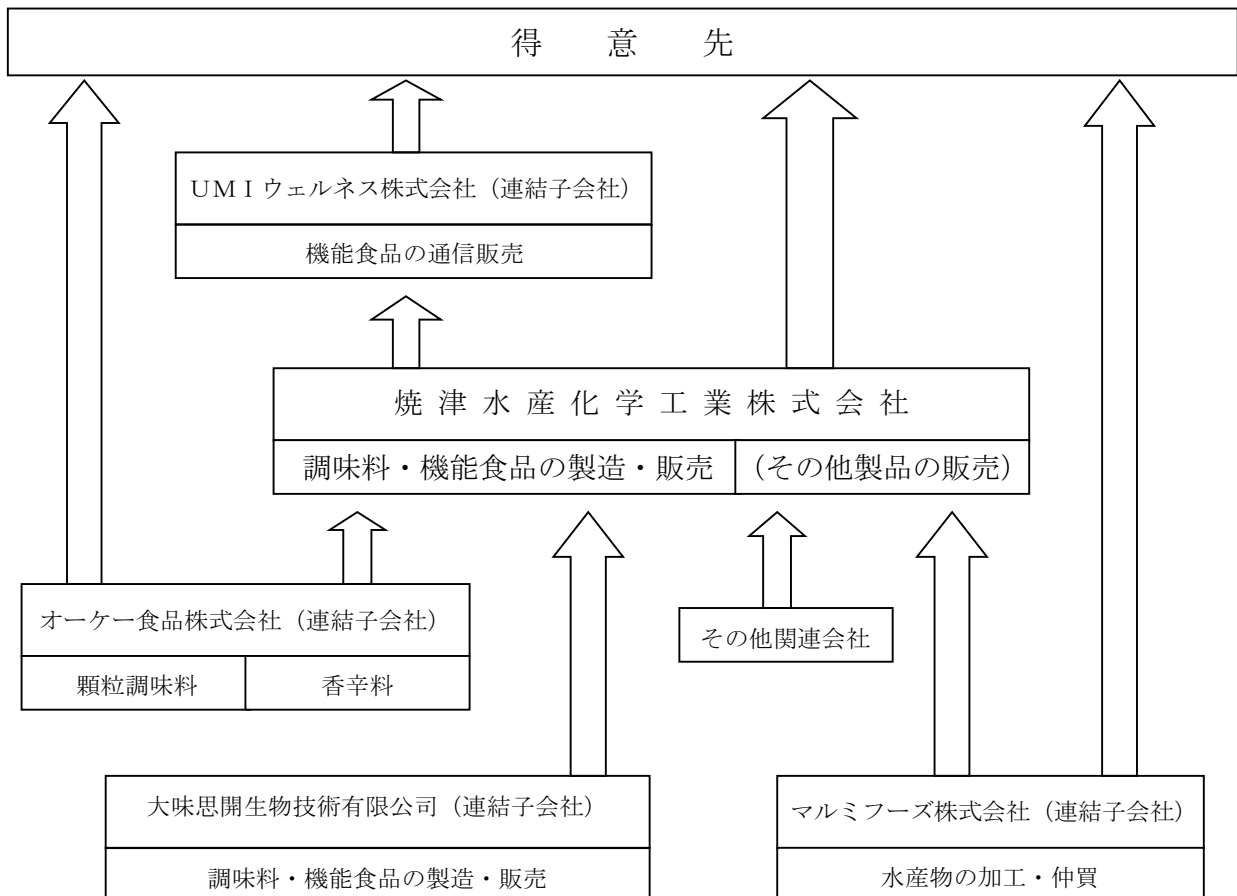 得意先
UMIウェルネス株式会社（連結子会社）
機能食品の通信販売
焼津水産化学工業株式会社
調味料・機能食品の製造・販売
（その他製品の販売）
オーケー食品株式会社（連結子会社）
顆粒調味料
香辛料
その他関連会社
大味思開生物技術有限公司（連結子会社）
調味料・機能食品の製造・販売
マルミフーズ株式会社（連結子会社）
水産物の加工・仲買